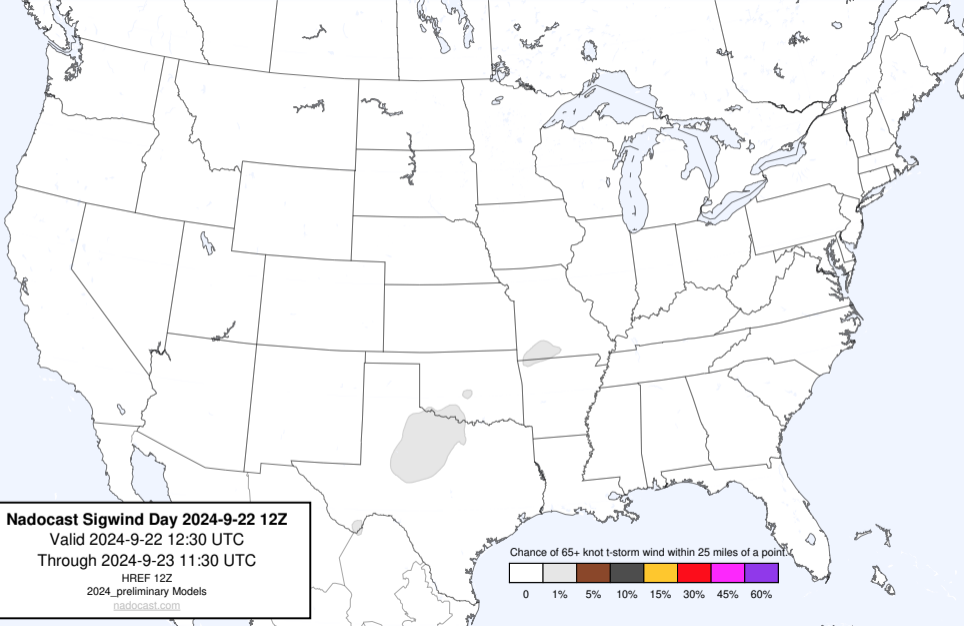 Nadocast Sigwind Day 2024-9-22 12Z
Valid 2024-9-22 12:30 UTC
Through 2024-9-23 11:30 UTC
HREF 12Z
2024_preliminary Models
nadocast.com
Chance of 65+ knot t-storm wind within 25 miles of a point.
0 1% 5% 10% 15% 30% 45% 60%